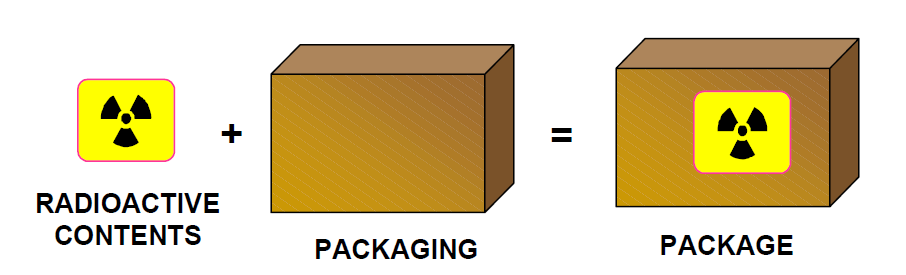 +
=
RADIOACTIVE
CONTENTS
PACKAGING
PACKAGE